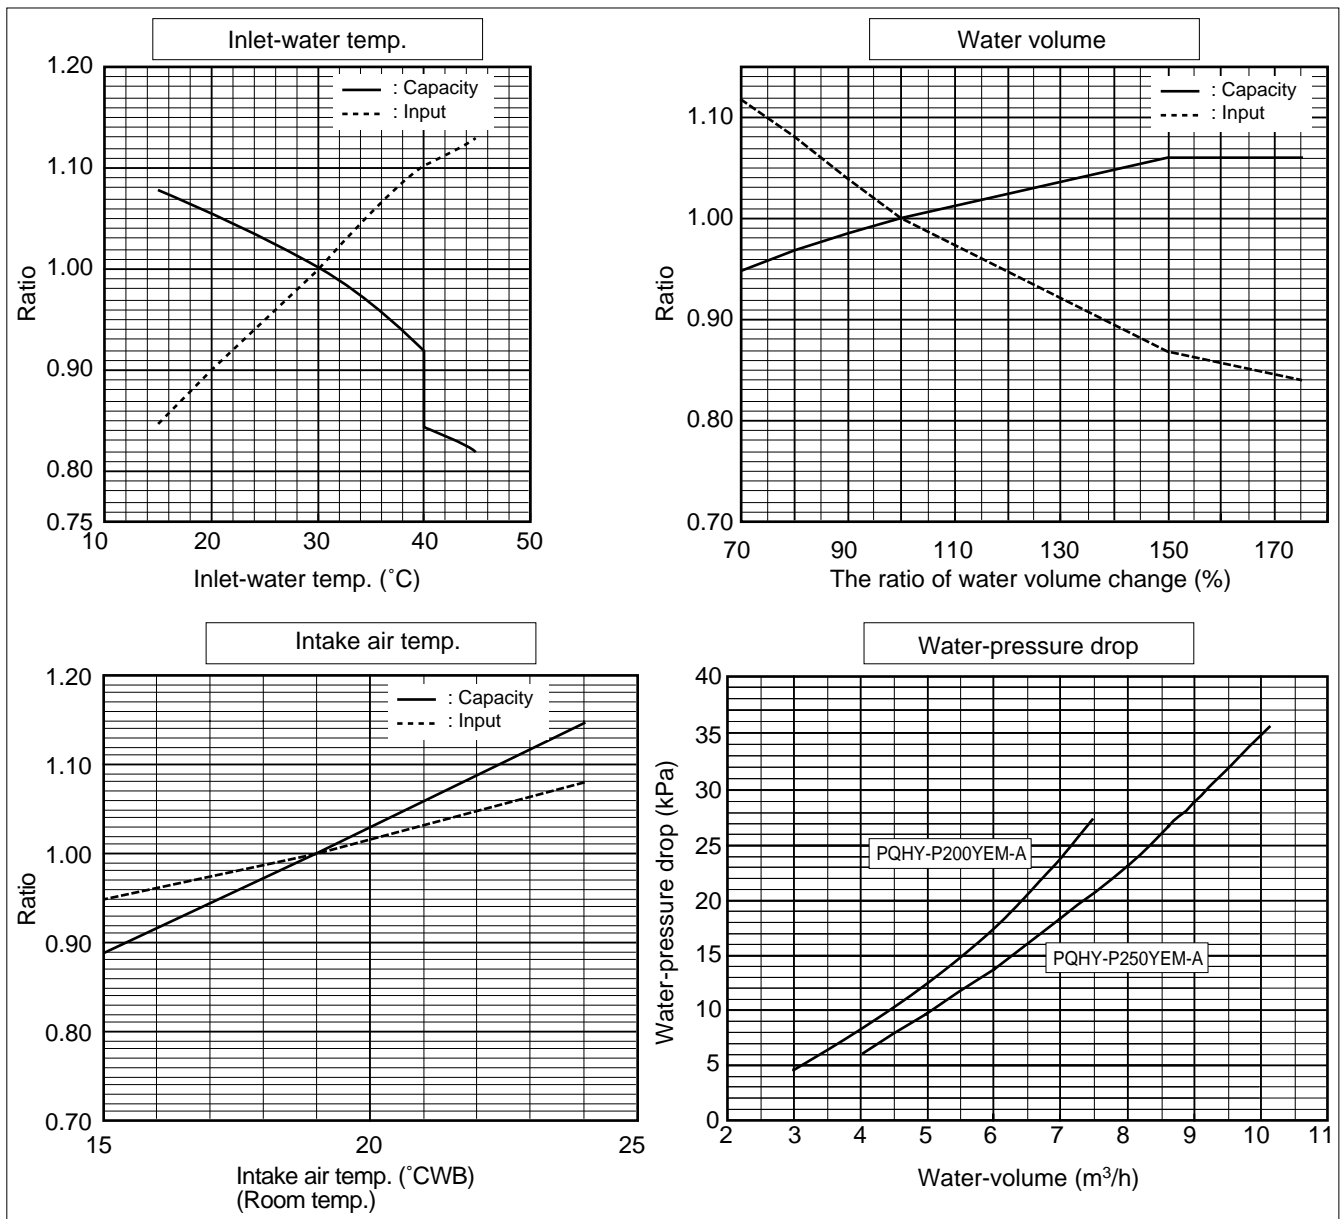 Inlet-water temp.
1.20
1.10
1.00
0.90
0.80
0.75
: Capacity
: Input
Ratio
10 20 30 40 50
Inlet-water temp. (˚C)
Water volume
1.10
1.00
0.90
0.80
0.70
: Capacity
: Input
Ratio
70 90 110 130 150 170
The ratio of water volume change (%)
Intake air temp.
1.20
1.10
1.00
0.90
0.80
0.70
: Capacity
: Input
Ratio
15 20 25
Intake air temp. (˚CWB)
(Room temp.)
Water-pressure drop
40
35
30
25
20
15
10
5
0
PQHY-P200YEM-A
PQHY-P250YEM-A
Water-pressure drop (kPa)
2 3 4 5 6 7 8 9 10 11
Water-volume (m³/h)